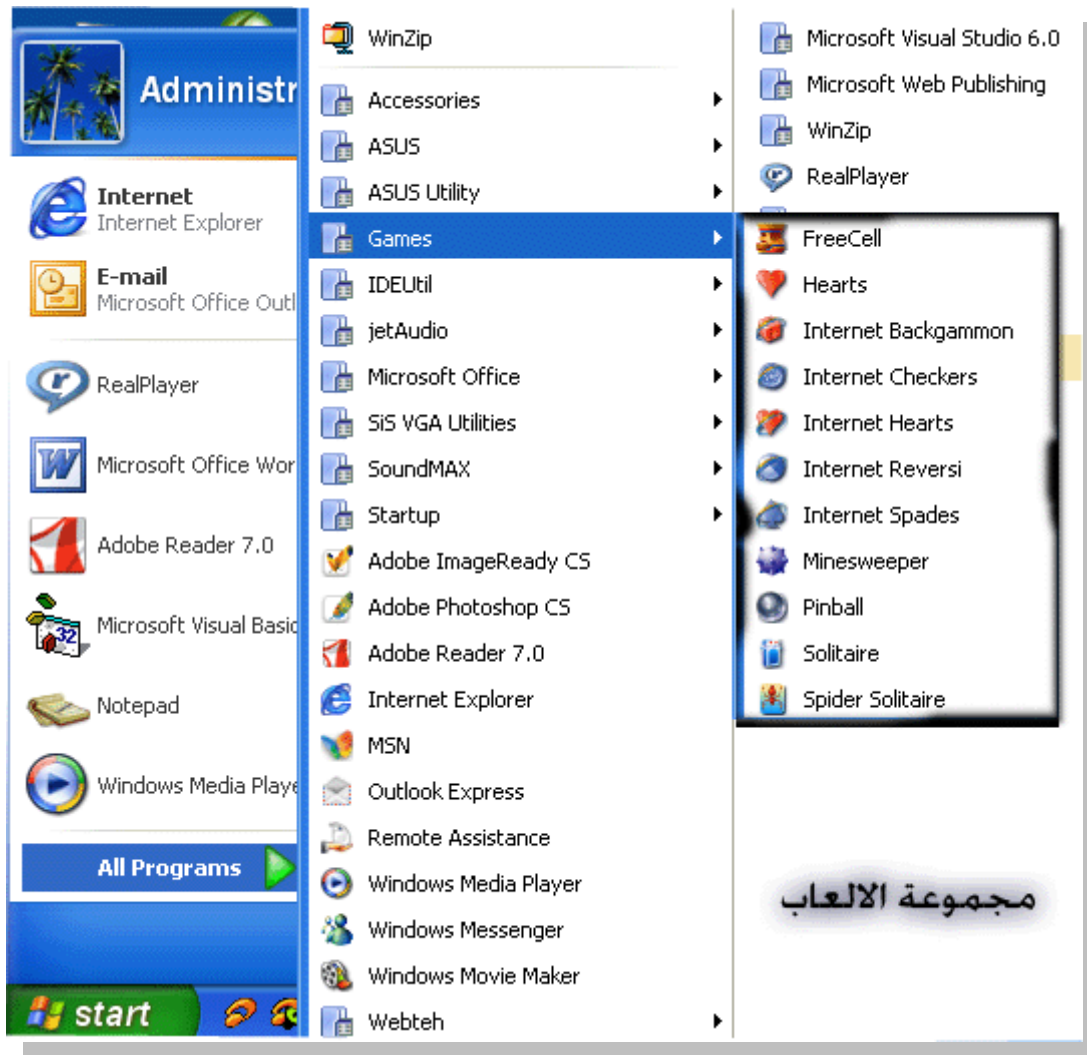 Administr
Internet
Internet Explorer
E-mail
Microsoft Office Outl
RealPlayer
Microsoft Office Wor
Adobe Reader 7.0
Microsoft Visual Basic
Notepad
Windows Media Playe
All Programs
start
WinZip
Accessories
ASUS
ASUS Utility
Games
IDEUtil
jetAudio
Microsoft Office
SiS VGA Utilities
SoundMAX
Startup
Adobe ImageReady CS
Adobe Photoshop CS
Adobe Reader 7.0
Internet Explorer
MSN
Outlook Express
Remote Assistance
Windows Media Player
Windows Messenger
Windows Movie Maker
Webteh
Microsoft Visual Studio 6.0
Microsoft Web Publishing
WinZip
RealPlayer
FreeCell
Hearts
Internet Backgammon
Internet Checkers
Internet Hearts
Internet Reversi
Internet Spades
Minesweeper
Pinball
Solitaire
Spider Solitaire
مجموعة الالعاب